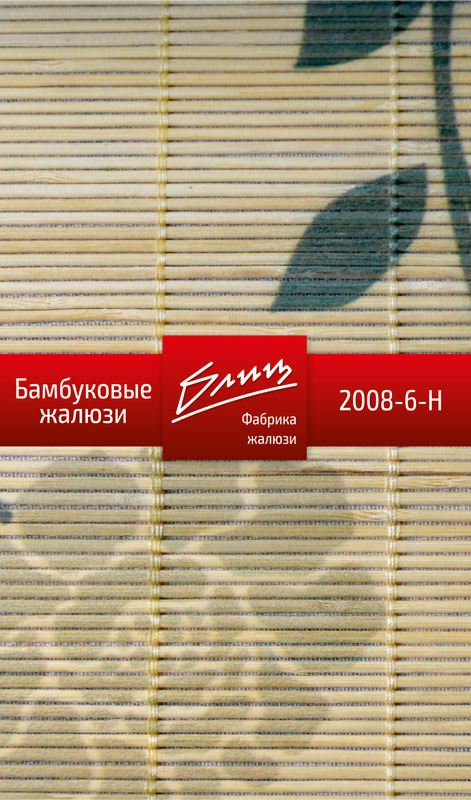 Бамбуковые
жалюзи
Блиц
Фабрика
жалюзи
2008-6-Н